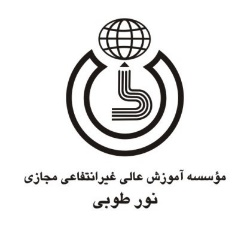 مؤسسه آموزش عالی غیرانتفاعی مجازی
نور طوبی